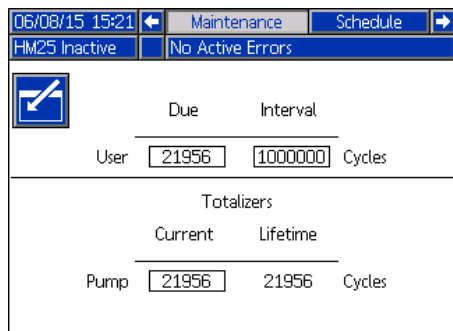 06/08/15 15:21 Maintenance Schedule
HM25 Inactive No Active Errors
Due Interval
User 21956 1000000 Cycles
Totalizers
Current Lifetime
Pump 21956 21956 Cycles